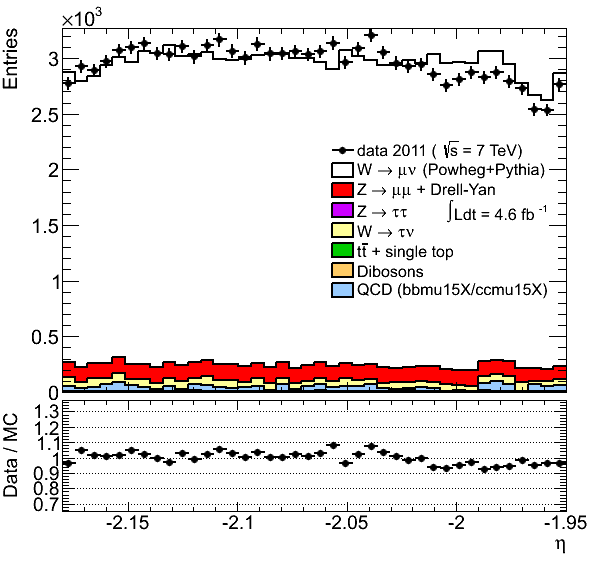 ×10³
Entries
3
2.5
2
1.5
1
0.5
0
data 2011 ( √s = 7 TeV)
W → μν (Powheg+Pythia)
Z → μμ + Drell-Yan
Z → ττ
∫Ldt = 4.6 fb⁻¹
W → τν
tt̅ + single top
Dibosons
QCD (bbmu15X/ccmu15X)
Data / MC
1.3
1.2
1.1
1
0.9
0.8
0.7
-2.15
-2.1
-2.05
-2
-1.95
η